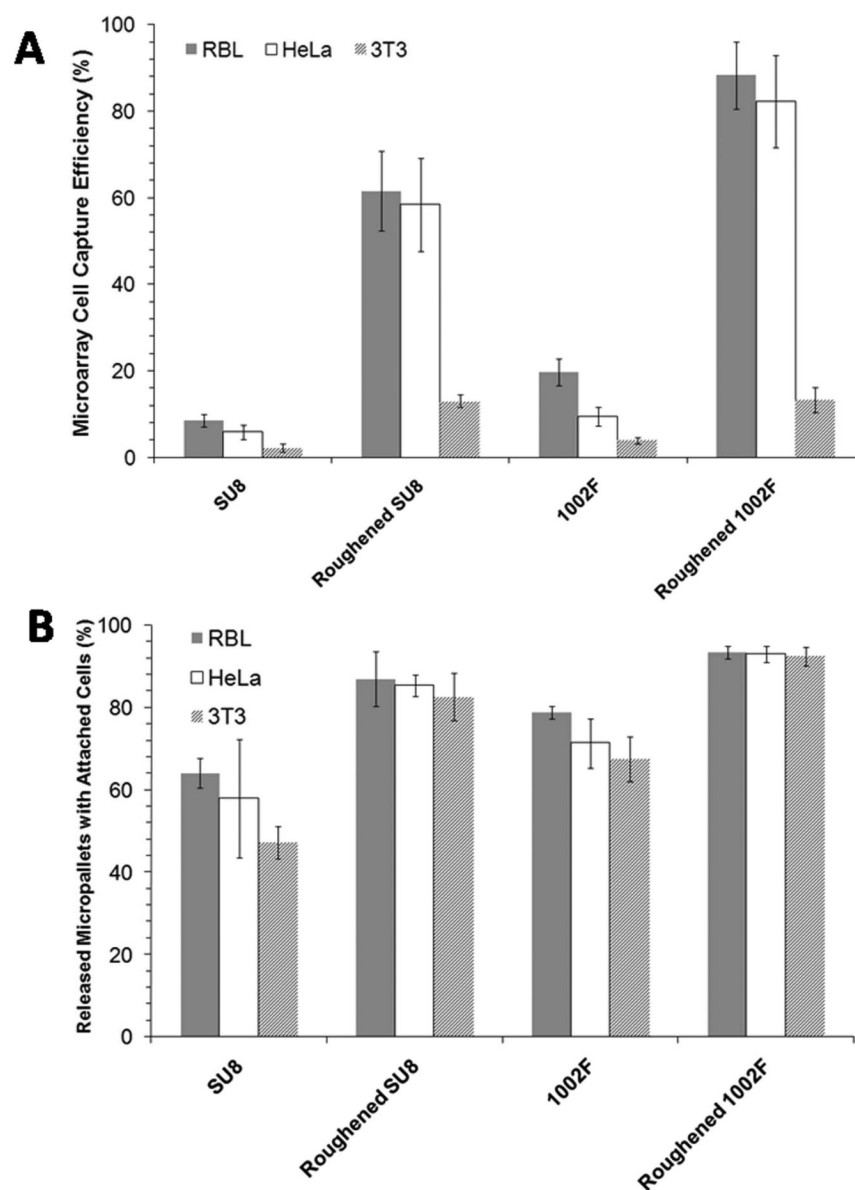 A
Microarray Cell Capture Efficiency (%)
100
80
60
40
20
0
RBL HeLa 3T3
SU8
Roughened SU8
1002F
Roughened 1002F
B
Released Micropallets with Attached Cells (%)
100
80
60
40
20
0
RBL
HeLa
3T3
SU8
Roughened SU8
1002F
Roughened 1002F